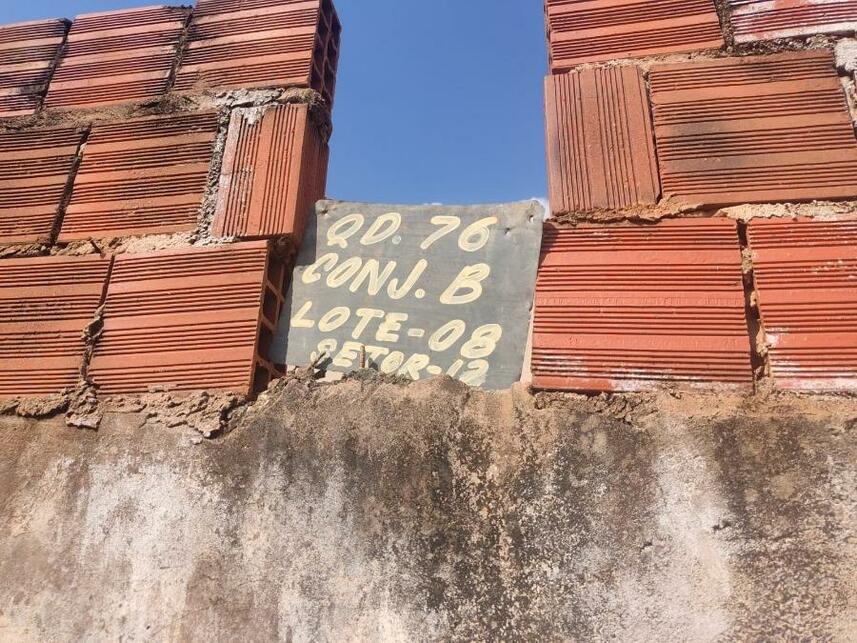 QD. 76
CONJ. B
LOTE-08
SETOR-12